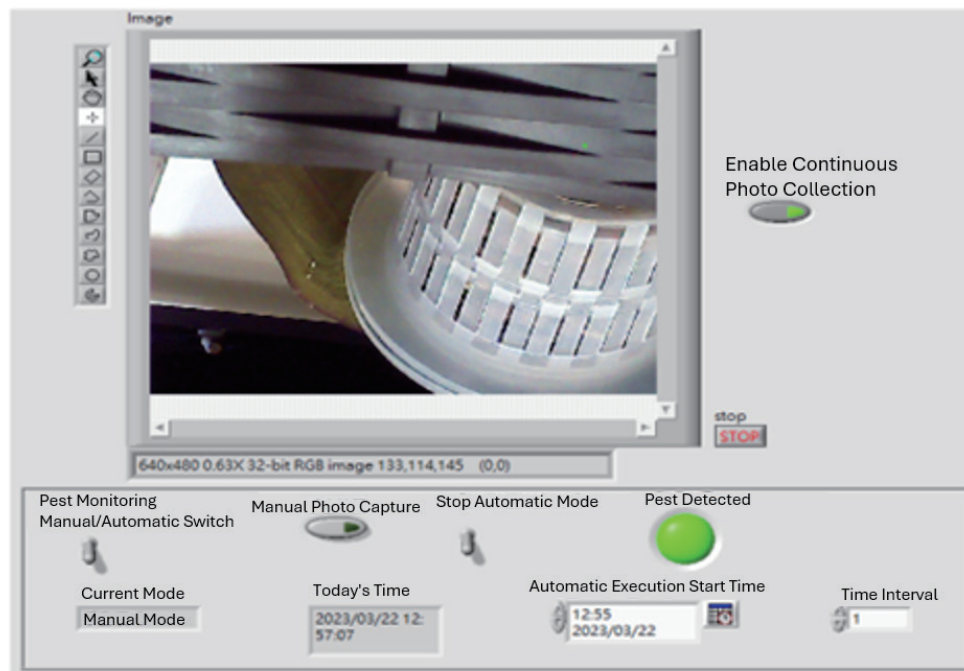 Image
Enable Continuous
Photo Collection
stop
STOP
640x480 0.63X 32-bit RGB image 133,114,145 (0,0)
Pest Monitoring
Manual/Automatic Switch
Manual Photo Capture
Stop Automatic Mode
Pest Detected
Current Mode
Manual Mode
Today's Time
2023/03/22 12:
57:07
Automatic Execution Start Time
12:55
2023/03/22
Time Interval
1